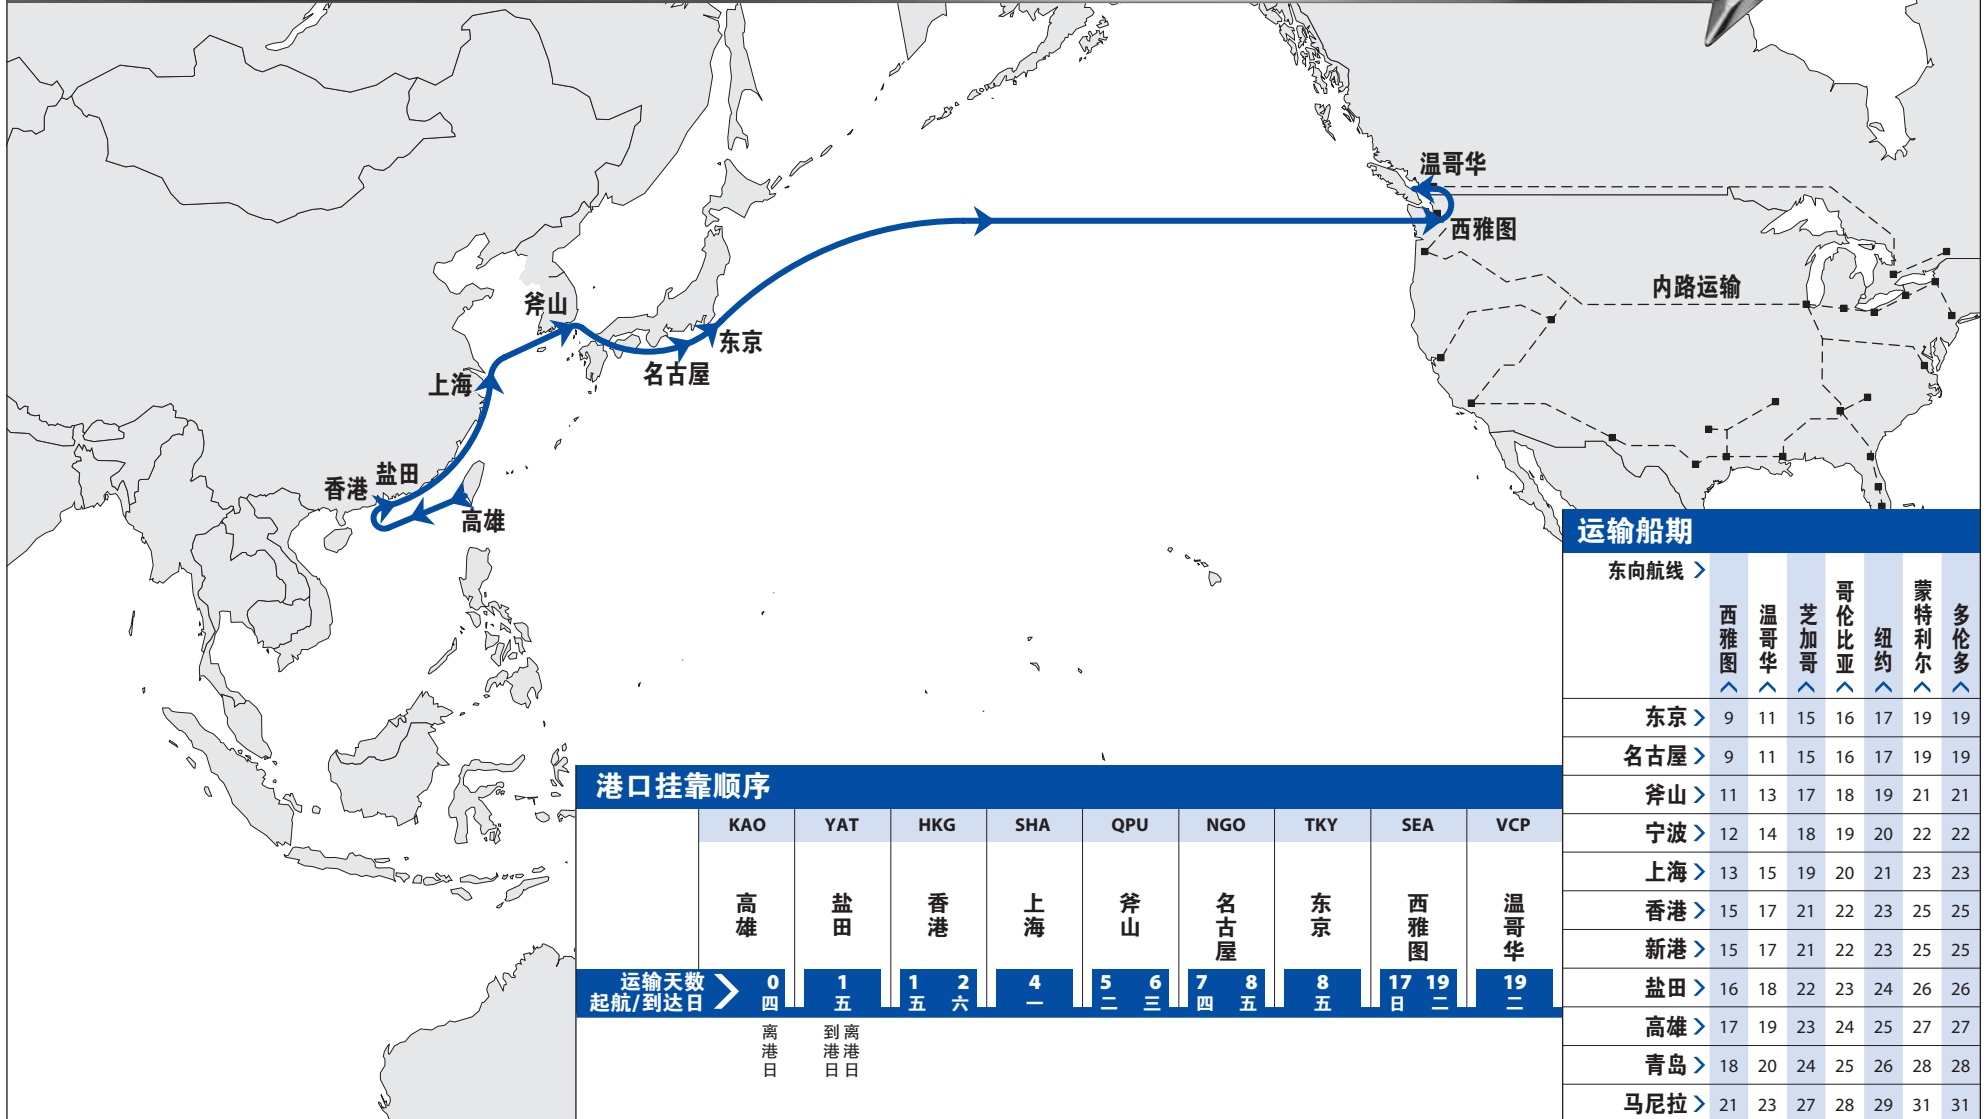 温哥华
西雅图
内路运输
斧山
东京
名古屋
上海
盐田
香港
高雄
港口挂靠顺序
KAO YAT HKG SHA QPU NGO TKY SEA VCP
高雄 盐田 香港 上海 斧山 名古屋 东京 西雅图 温哥华
运输天数 0 1 1 2 4 5 6 7 8 8 17 19 19
起航/到达日 四 五 五 六 一 二 三 四 五 五 日 二 二
离港日 到港日 离港日
运输船期
东向航线
西雅图 温哥华 芝加哥 哥伦比亚 纽约 蒙特利尔 多伦多
东京 9 11 15 16 17 19 19
名古屋 9 11 15 16 17 19 19
斧山 11 13 17 18 19 21 21
宁波 12 14 18 19 20 22 22
上海 13 15 19 20 21 23 23
香港 15 17 21 22 23 25 25
新港 15 17 21 22 23 25 25
盐田 16 18 22 23 24 26 26
高雄 17 19 23 24 25 27 27
青岛 18 20 24 25 26 28 28
马尼拉 21 23 27 28 29 31 31